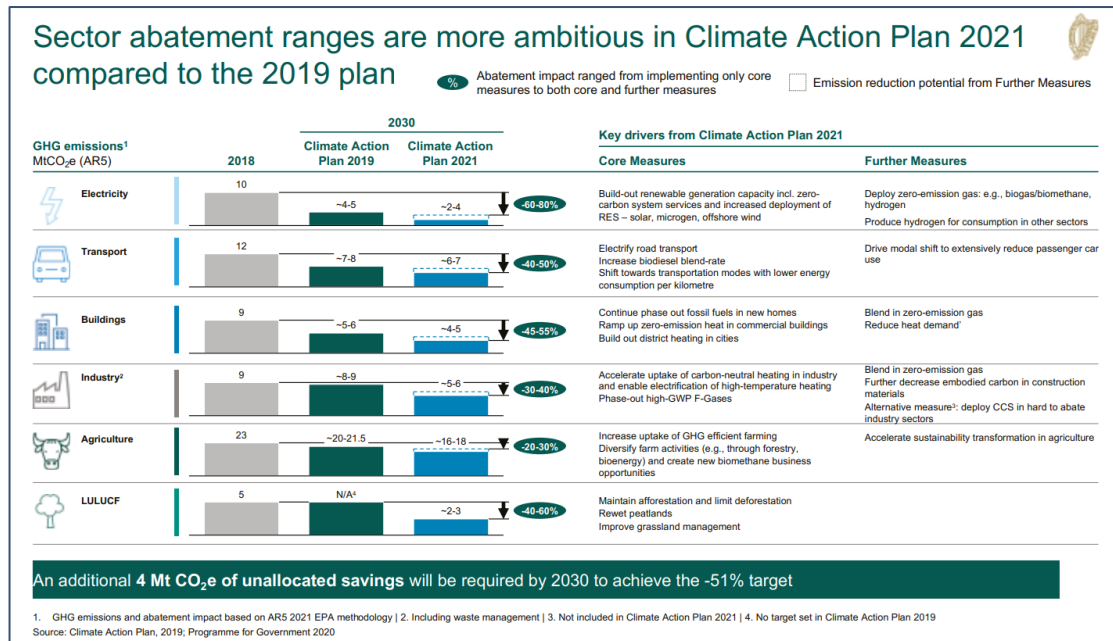 Sector abatement ranges are more ambitious in Climate Action Plan 2021
compared to the 2019 plan
%
Abatement impact ranged from implementing only core
measures to both core and further measures
Emission reduction potential from Further Measures
GHG emissions¹
MtCO₂e (AR5)
2018
2030
Climate Action
Plan 2019
Climate Action
Plan 2021
Key drivers from Climate Action Plan 2021
Core Measures
Further Measures
Electricity
10
~4-5
~2-4
-60-80%
Build-out renewable generation capacity incl. zero-
carbon system services and increased deployment of
RES – solar, microgen, offshore wind
Deploy zero-emission gas: e.g., biogas/biomethane,
hydrogen
Produce hydrogen for consumption in other sectors
Transport
12
~7-8
~6-7
-40-50%
Electrify road transport
Increase biodiesel blend-rate
Shift towards transportation modes with lower energy
consumption per kilometre
Drive modal shift to extensively reduce passenger car
use
Buildings
9
~5-6
~4-5
-45-55%
Continue phase out fossil fuels in new homes
Ramp up zero-emission heat in commercial buildings
Build out district heating in cities
Blend in zero-emission gas
Reduce heat demand
Industry²
9
~8-9
~5-6
-30-40%
Accelerate uptake of carbon-neutral heating in industry
and enable electrification of high-temperature heating
Phase-out high-GWP F-Gases
Blend in zero-emission gas
Further decrease embodied carbon in construction
materials
Alternative measure³: deploy CCS in hard to abate
industry sectors
Agriculture
23
~20-21.5
~16-18
-20-30%
Increase uptake of GHG efficient farming
Diversify farm activities (e.g., through forestry,
bioenergy) and create new biomethane business
opportunities
Accelerate sustainability transformation in agriculture
LULUCF
5
N/A⁴
~2-3
-40-60%
Maintain afforestation and limit deforestation
Rewet peatlands
Improve grassland management
An additional 4 Mt CO₂e of unallocated savings will be required by 2030 to achieve the -51% target
1. GHG emissions and abatement impact based on AR5 2021 EPA methodology | 2. Including waste management | 3. Not included in Climate Action Plan 2021 | 4. No target set in Climate Action Plan 2019
Source: Climate Action Plan, 2019; Programme for Government 2020